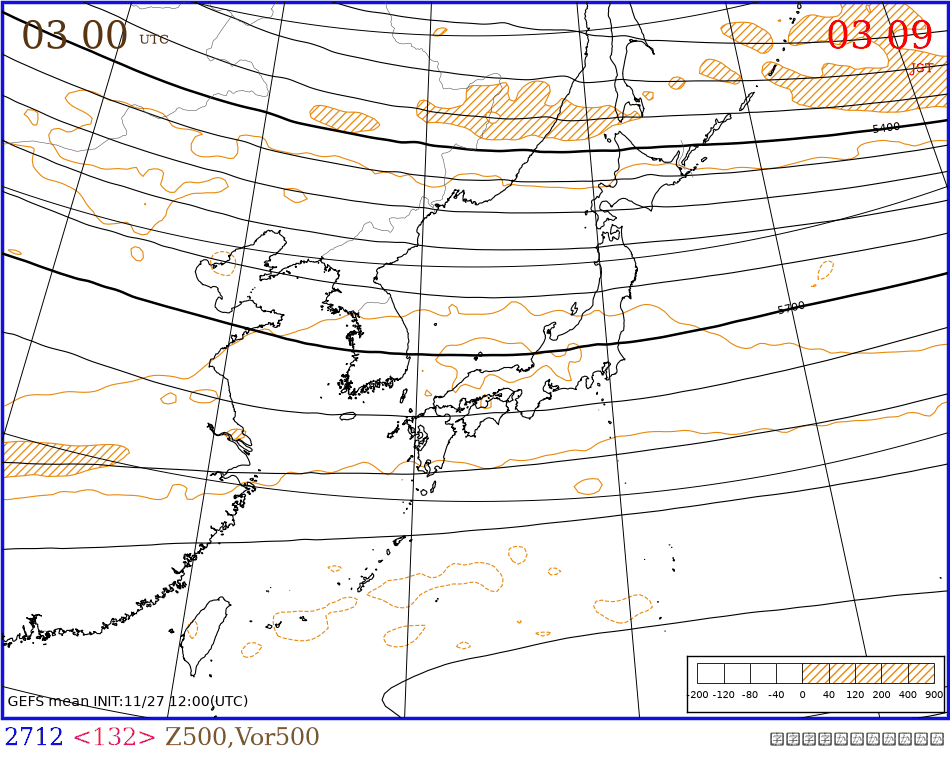 03 00 UTC
03 09
JST
5400
5700
-200 -120 -80 -40 0 40 120 200 400 900
GEFS mean INIT:11/27 12:00(UTC)
2712 <132> Z500,Vor500